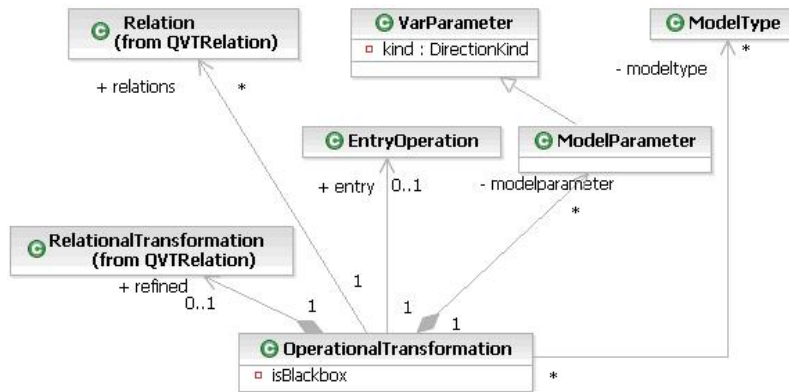 Relation
(from QVTRelation)
VarParameter
kind : DirectionKind
ModelType
*
- modeltype
+ relations
*
EntryOperation
ModelParameter
+ entry
0..1
- modelparameter
*
RelationalTransformation
(from QVTRelation)
+ refined
0..1
1
1
1
1
OperationalTransformation
isBlackbox
*